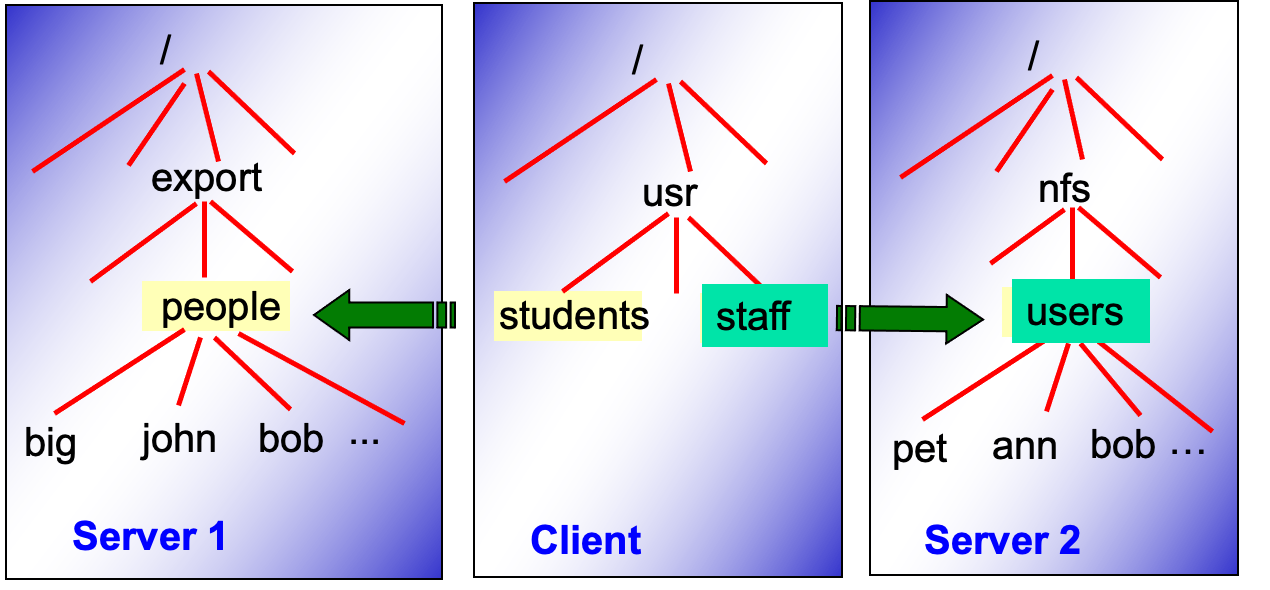 /
export
people
big john bob ...
Server 1
/
usr
students staff
Client
/
nfs
users
pet ann bob ...
Server 2